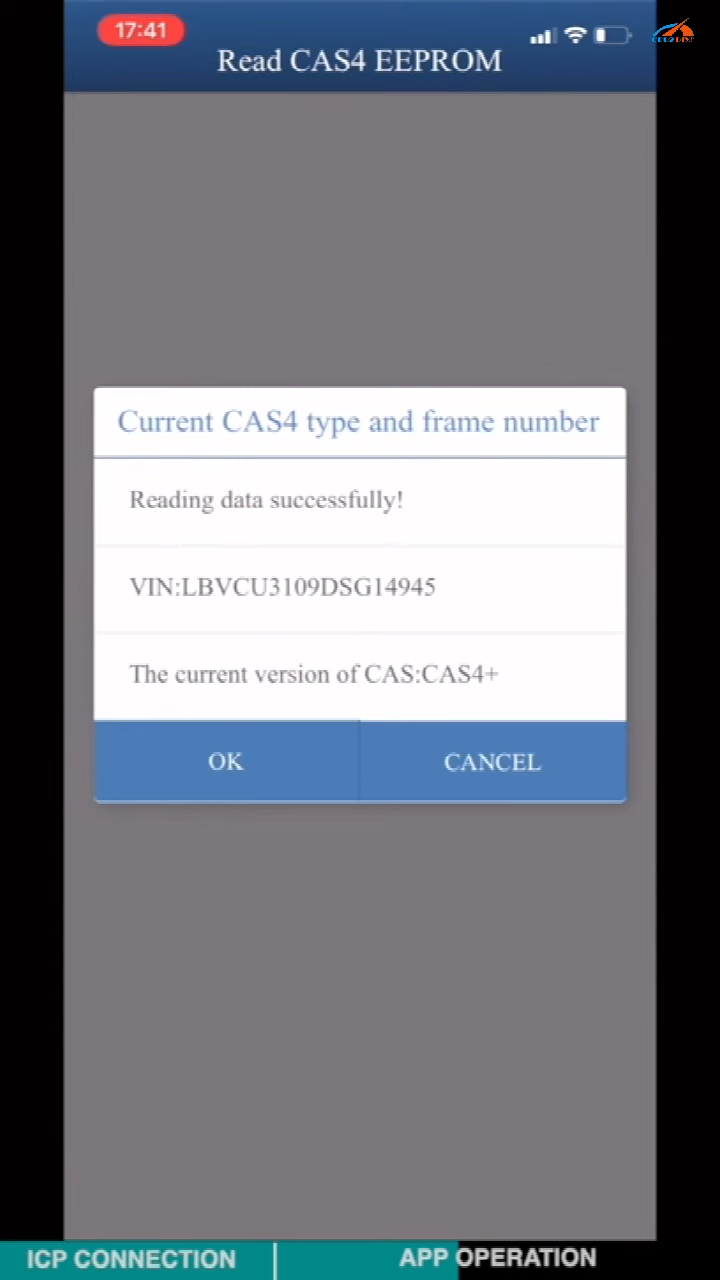 17:41
Read CAS4 EEPROM
Current CAS4 type and frame number
Reading data successfully!
VIN:LBVCU3109DSG14945
The current version of CAS:CAS4+
OK
CANCEL
ICP CONNECTION
APP OPERATION